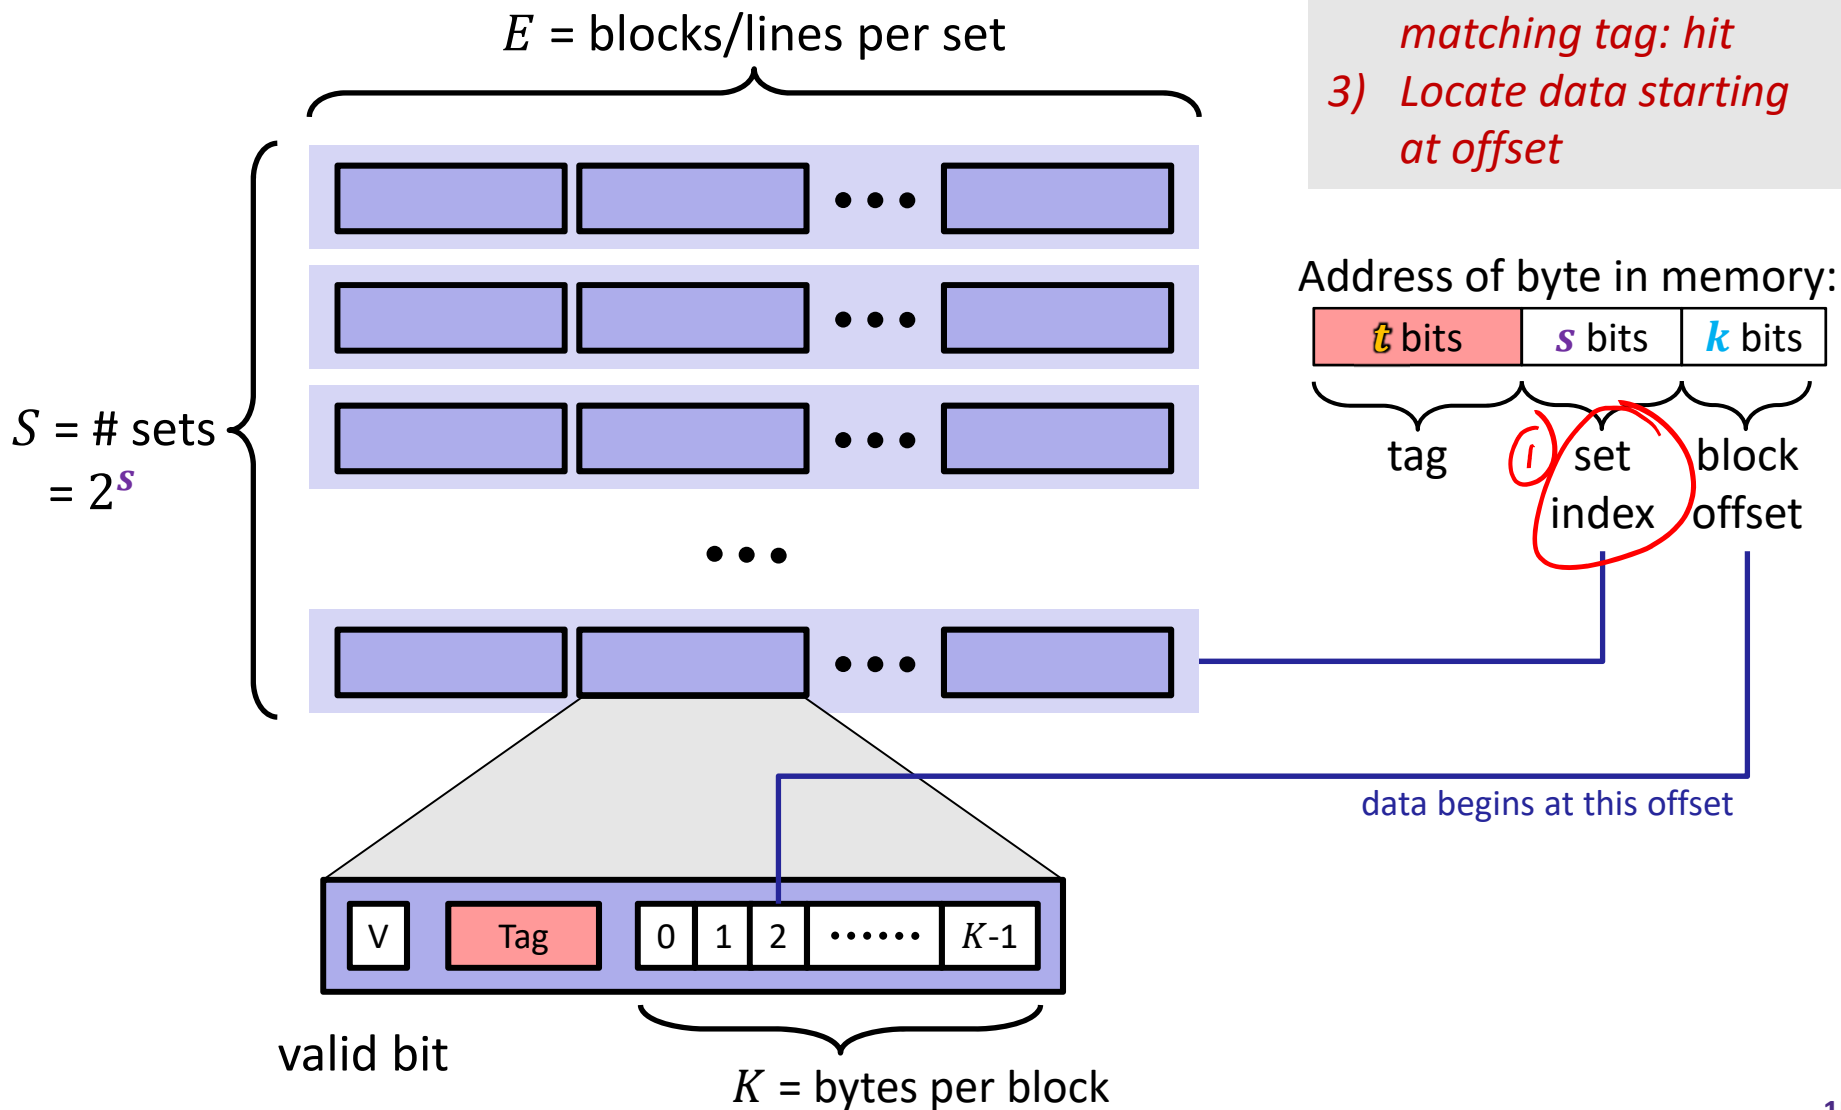 E = blocks/lines per set
matching tag: hit
3) Locate data starting
at offset
Address of byte in memory:
t bits s bits k bits
S = # sets
= 2^s
tag 1 set block
index offset
data begins at this offset
V Tag 0 1 2 •••••• K-1
valid bit
K = bytes per block